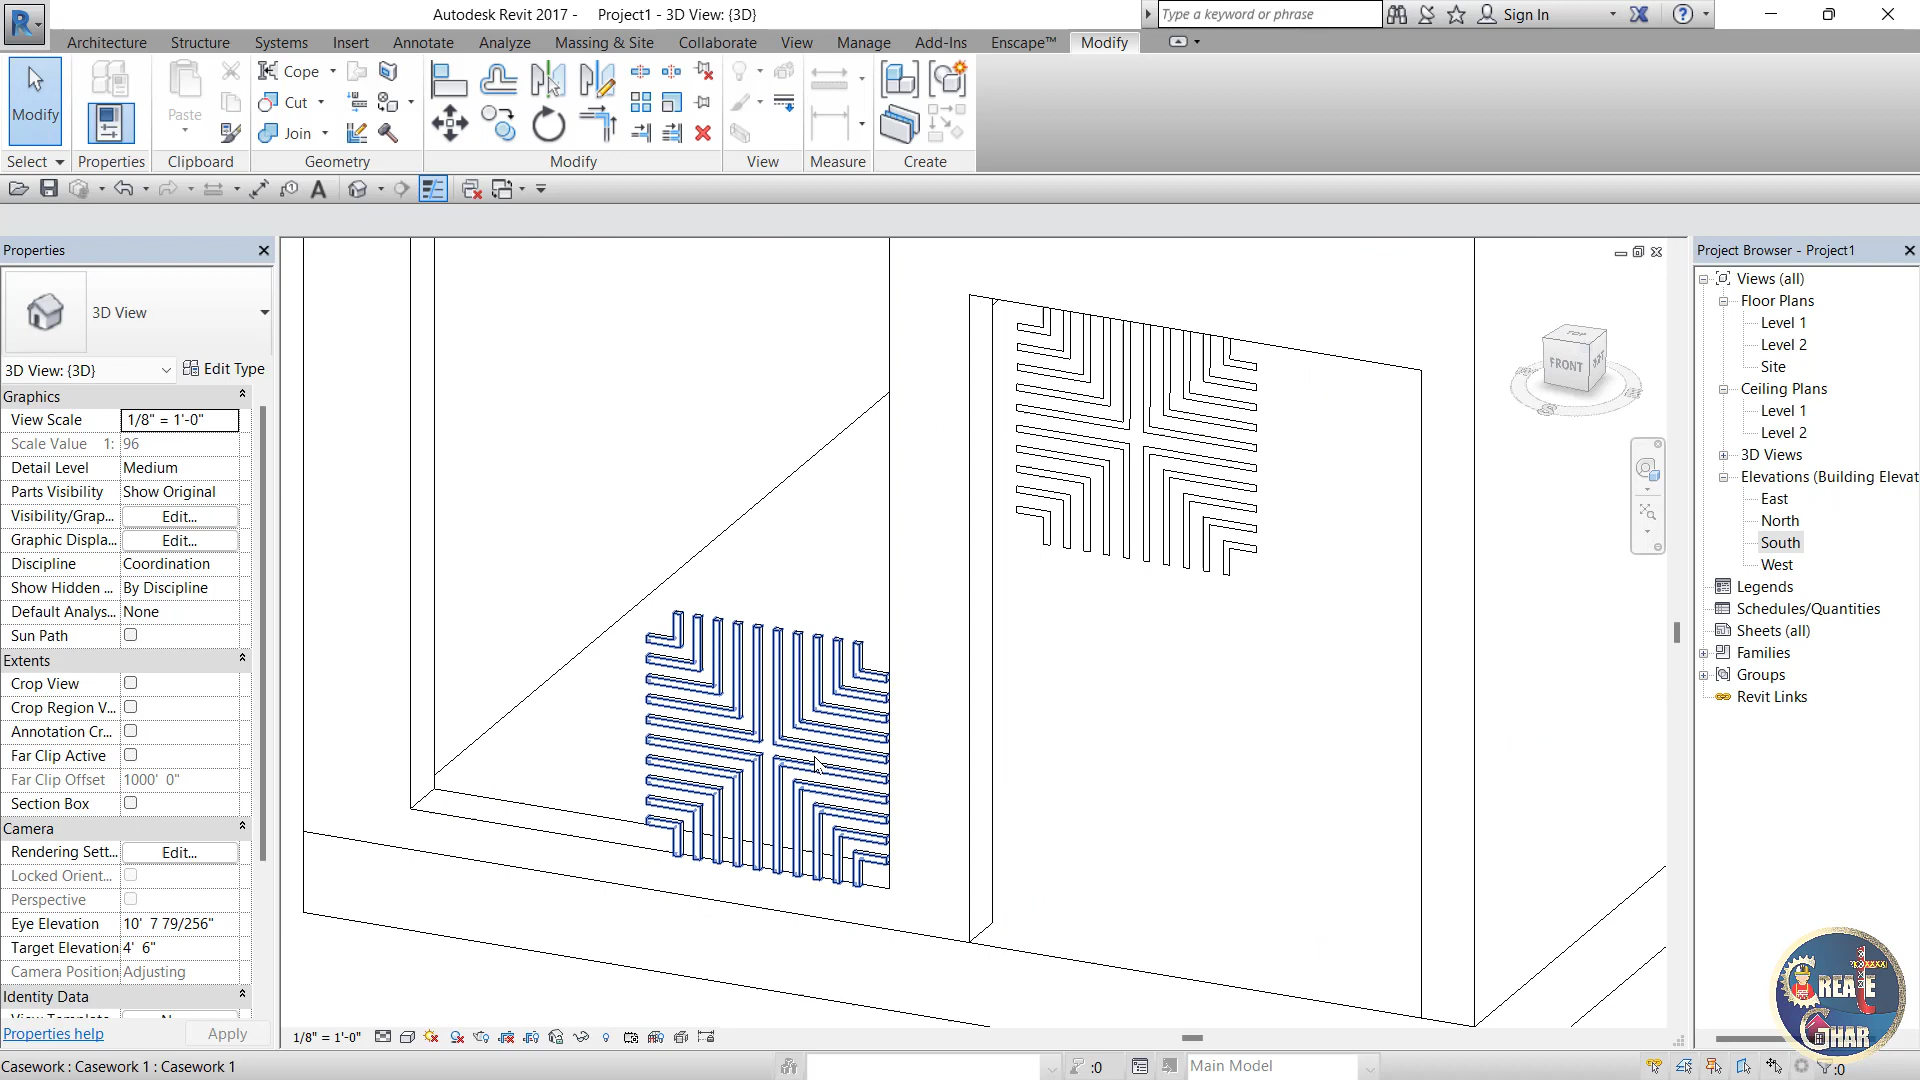 Autodesk Revit 2017 - Project1 - 3D View: {3D}
Type a keyword or phrase
Sign In
Architecture Structure Systems Insert Annotate Analyze Massing & Site Collaborate View Manage Add-Ins Enscape™ Modify
Modify Paste Cope
Cut
Join
Select Properties Clipboard Geometry Modify View Measure Create
Properties
3D View
3D View: {3D} Edit Type
Graphics
View Scale 1/8" = 1'-0"
Scale Value 1: 96
Detail Level Medium
Parts Visibility Show Original
Visibility/Grap... Edit...
Graphic Displa... Edit...
Discipline Coordination
Show Hidden ... By Discipline
Default Analys... None
Sun Path
Extents
Crop View
Crop Region V...
Annotation Cr...
Far Clip Active
Far Clip Offset 1000' 0"
Section Box
Camera
Rendering Sett... Edit...
Locked Orient...
Perspective
Eye Elevation 10' 7 79/256"
Target Elevation 4' 6"
Camera Position Adjusting
Identity Data
Properties help Apply
TOP
FRONT
Project Browser - Project1
Views (all)
Floor Plans
Level 1
Level 2
Site
Ceiling Plans
Level 1
Level 2
3D Views
Elevations (Building Elevat
East
North
South
West
Legends
Schedules/Quantities
Sheets (all)
Families
Groups
Revit Links
CREATE
GHAR
1/8" = 1'-0"
Casework : Casework 1 : Casework 1
:0
Main Model
:0